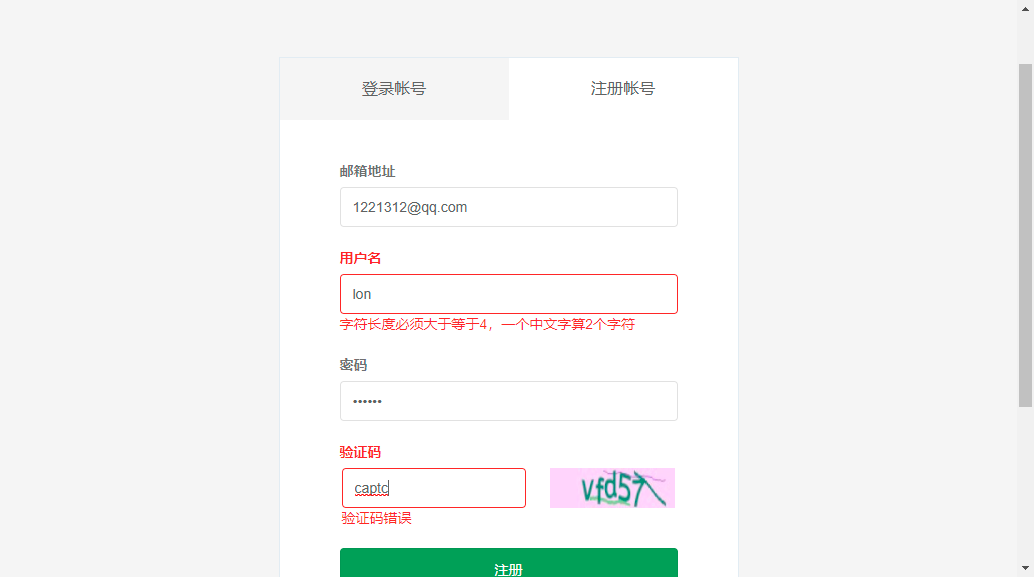 登录帐号
注册帐号
邮箱地址
1221312@qq.com
用户名
lon
字符长度必须大于等于4，一个中文字算2个字符
密码
••••••
验证码
captc
验证码错误
注册